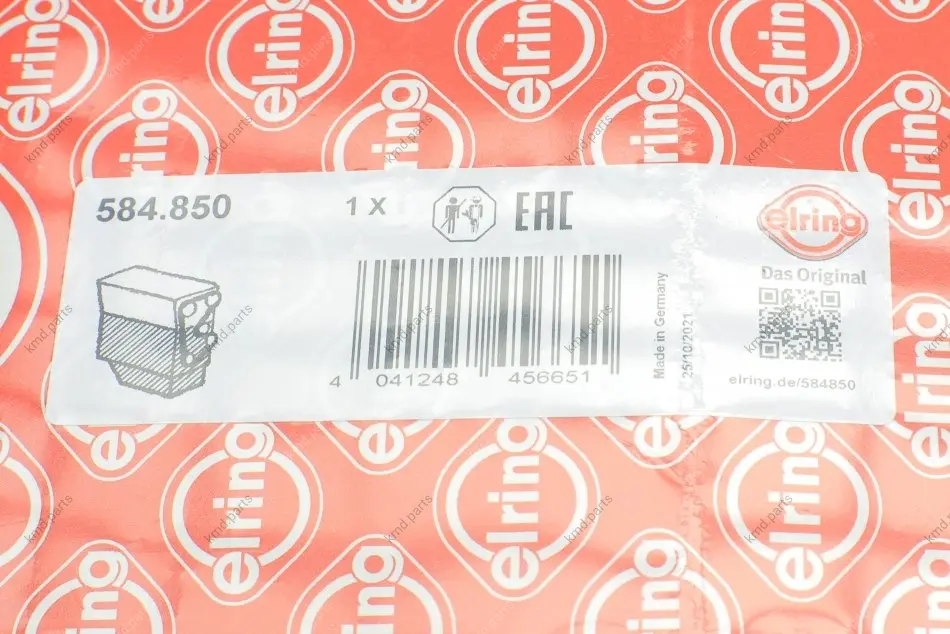 584.850
1 X
EAC
elring
Das Original
4 041248 456651
Made in Germany
25/10/2021
elring.de/584850
elring
kmd.parts